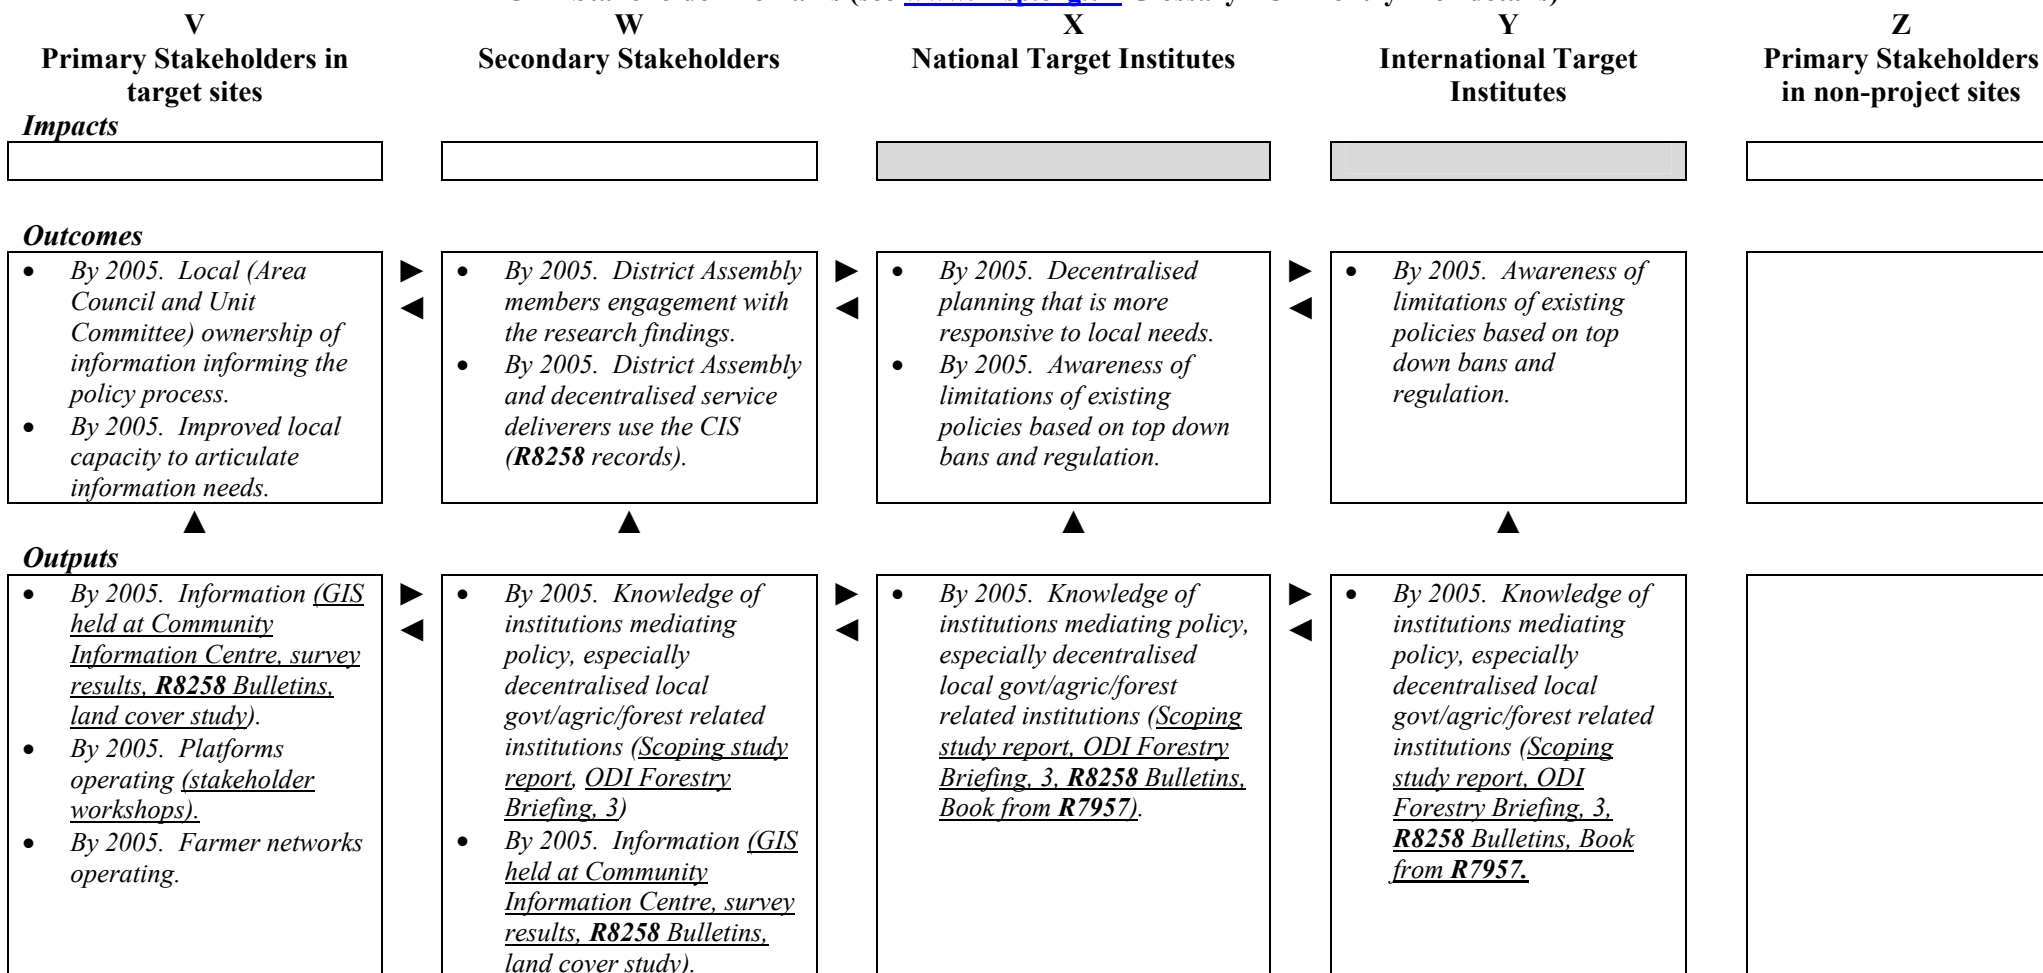 V
Primary Stakeholders in
target sites
W
Secondary Stakeholders
X
National Target Institutes
Y
International Target
Institutes
Z
Primary Stakeholders
in non-project sites
Impacts
Outcomes
• By 2005. Local (Area
Council and Unit
Committee) ownership of
information informing the
policy process.
• By 2005. Improved local
capacity to articulate
information needs.
► 
◄
• By 2005. District Assembly
members engagement with
the research findings.
• By 2005. District Assembly
and decentralised service
deliverers use the CIS
(R8258 records).
►
◄
• By 2005. Decentralised
planning that is more
responsive to local needs.
• By 2005. Awareness of
limitations of existing
policies based on top down
bans and regulation.
►
◄
• By 2005. Awareness of
limitations of existing
policies based on top
down bans and
regulation.
▲ ▲ ▲ ▲
Outputs
• By 2005. Information (GIS
held at Community
Information Centre, survey
results, R8258 Bulletins,
land cover study).
• By 2005. Platforms
operating (stakeholder
workshops).
• By 2005. Farmer networks
operating.
►
◄
• By 2005. Knowledge of
institutions mediating
policy, especially
decentralised local
govt/agric/forest related
institutions (Scoping study
report, ODI Forestry
Briefing, 3)
• By 2005. Information (GIS
held at Community
Information Centre, survey
results, R8258 Bulletins,
land cover study).
►
◄
• By 2005. Knowledge of
institutions mediating policy,
especially decentralised
local govt/agric/forest
related institutions (Scoping
study report, ODI Forestry
Briefing, 3, R8258 Bulletins,
Book from R7957).
►
◄
• By 2005. Knowledge of
institutions mediating
policy, especially
decentralised local
govt/agric/forest related
institutions (Scoping
study report, ODI
Forestry Briefing, 3,
R8258 Bulletins, Book
from R7957.